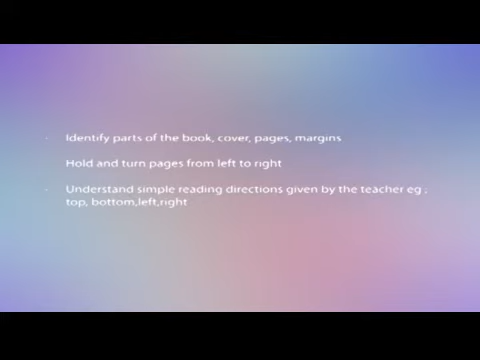 Identify parts of the book, cover, pages, margins
Hold and turn pages from left to right
Understand simple reading directions given by the teacher eg ;
top, bottom,left,right